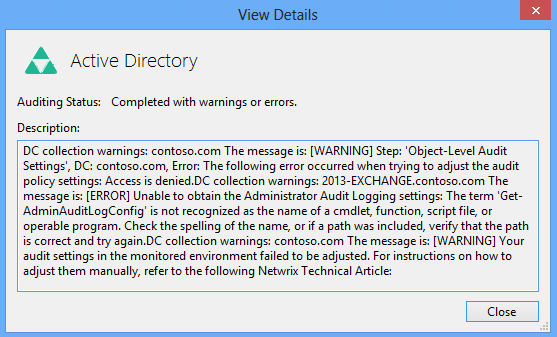 View Details
Active Directory
Auditing Status: Completed with warnings or errors.
Description:
DC collection warnings: contoso.com The message is: [WARNING] Step: 'Object-Level Audit
Settings', DC: contoso.com, Error: The following error occurred when trying to adjust the audit
policy settings: Access is denied.DC collection warnings: 2013-EXCHANGE.contoso.com The
message is: [ERROR] Unable to obtain the Administrator Audit Logging settings: The term 'Get-
AdminAuditLogConfig' is not recognized as the name of a cmdlet, function, script file, or
operable program. Check the spelling of the name, or if a path was included, verify that the path
is correct and try again.DC collection warnings: contoso.com The message is: [WARNING] Your
audit settings in the monitored environment failed to be adjusted. For instructions on how to
adjust them manually, refer to the following Netwrix Technical Article:
Close